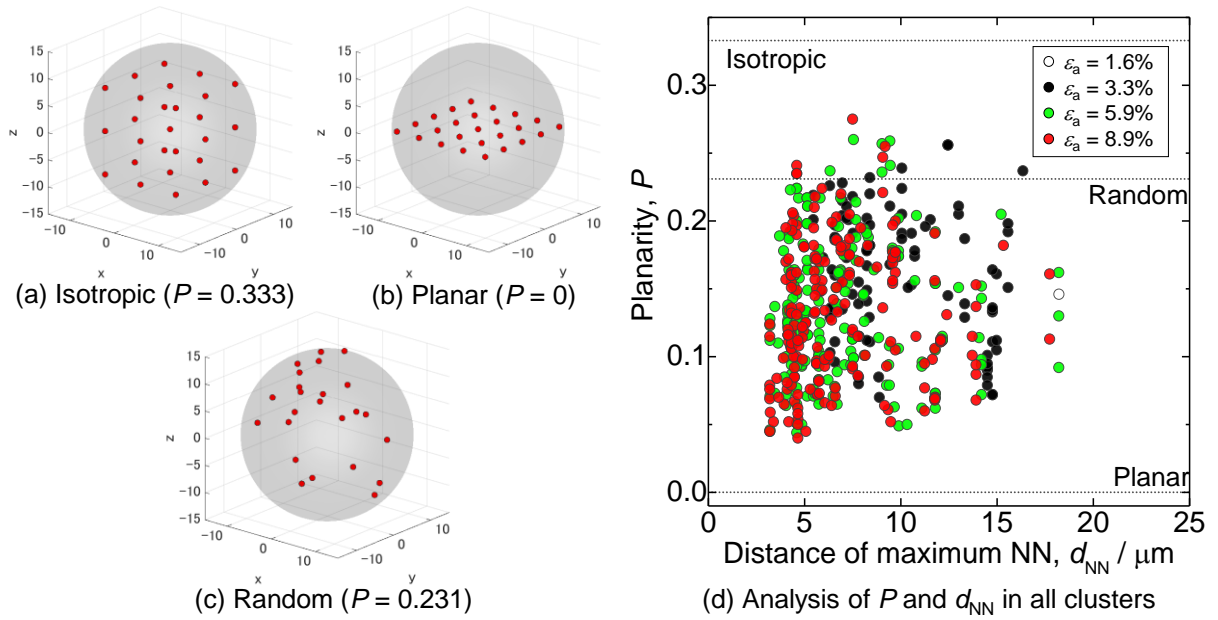 15
10
5
0
−5
−10
−15
z
−10
0
10
x
−10
0
10
y
(a) Isotropic (P = 0.333)
15
10
5
0
−5
−10
−15
z
−10
0
10
x
−10
0
10
y
(b) Planar (P = 0)
15
10
5
0
−5
−10
−15
z
−10
0
10
x
−10
0
10
y
(c) Random (P = 0.231)
Isotropic
εa = 1.6%
εa = 3.3%
εa = 5.9%
εa = 8.9%
Random
Planar
0.3
0.2
0.1
0.0
Planarity, P
0
5
10
15
20
25
Distance of maximum NN, dNN / μm
(d) Analysis of P and dNN in all clusters